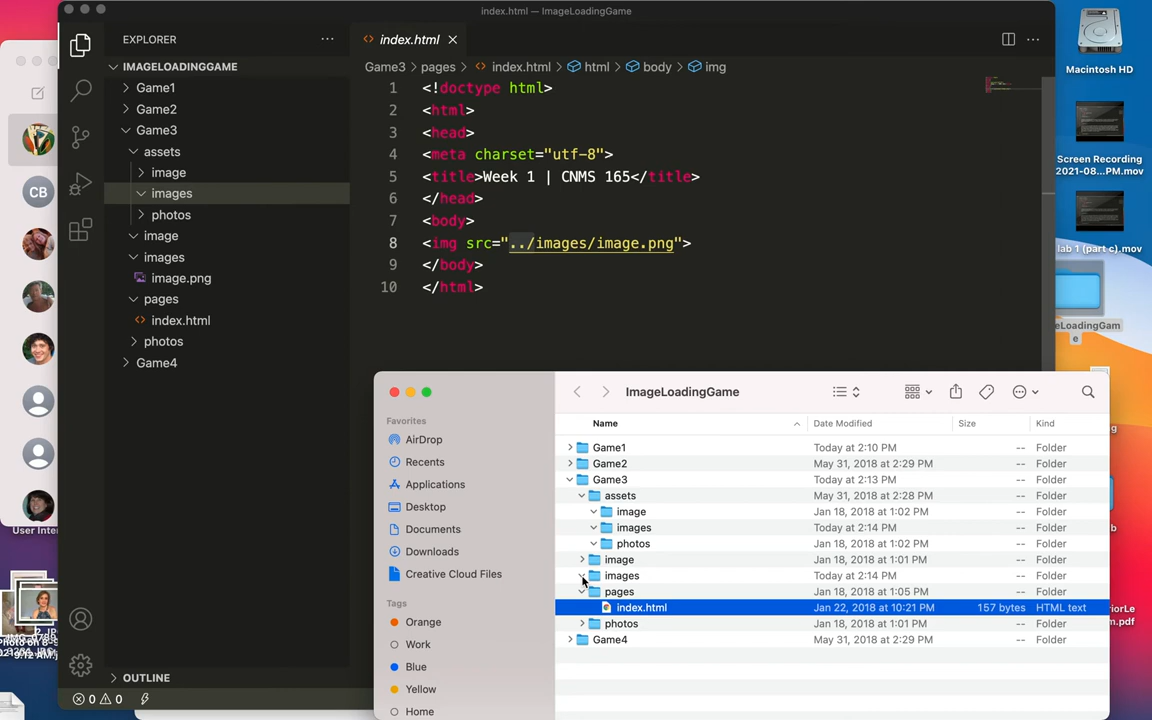 index.html — ImageLoadingGame
EXPLORER
index.html
IMAGELOADINGGAME
Game3 > pages > index.html > html > body > img
Game1
Game2
Game3
assets
image
images
photos
image
images
image.png
pages
index.html
photos
Game4
OUTLINE
0 0
1 <!doctype html>
2 <html>
3 <head>
4 <meta charset="utf-8">
5 <title>Week 1 | CNMS 165</title>
6 </head>
7 <body>
8 <img src="../images/image.png">
9 </body>
10 </html>
ImageLoadingGame
Favorites
AirDrop
Recents
Applications
Desktop
Documents
Downloads
Creative Cloud Files
Tags
Orange
Work
Blue
Yellow
Home
Name Date Modified Size Kind
Game1 Today at 2:10 PM -- Folder
Game2 May 31, 2018 at 2:29 PM -- Folder
Game3 Today at 2:13 PM -- Folder
assets May 31, 2018 at 2:28 PM -- Folder
image Jan 18, 2018 at 1:02 PM -- Folder
images Today at 2:14 PM -- Folder
photos Jan 18, 2018 at 1:02 PM -- Folder
image Jan 18, 2018 at 1:01 PM -- Folder
images Today at 2:14 PM -- Folder
pages Jan 18, 2018 at 1:05 PM -- Folder
index.html Jan 22, 2018 at 10:21 PM 157 bytes HTML text
photos Jan 18, 2018 at 1:01 PM -- Folder
Game4 May 31, 2018 at 2:29 PM -- Folder
Macintosh HD
Screen Recording
2021-08...PM.mov
lab 1 (part c).mov
eLoadingGam
e
CB
User Inte